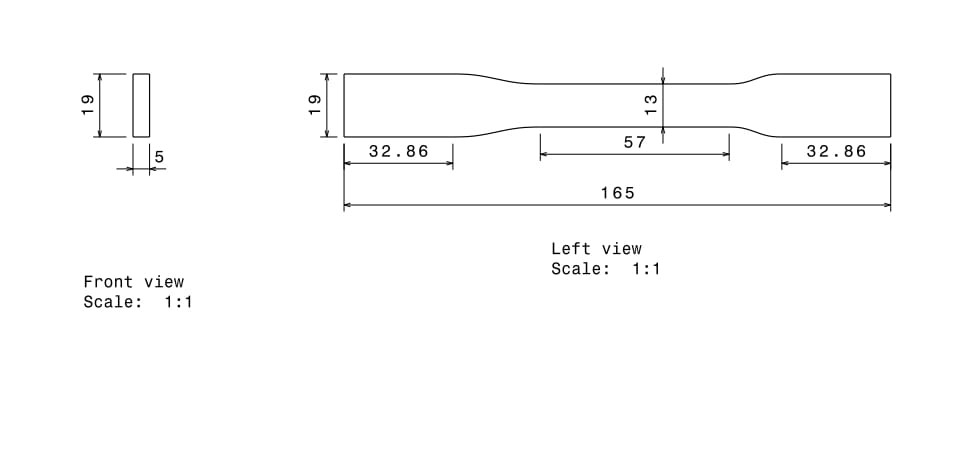 19
5
19
13
32.86
57
32.86
165
Left view
Scale:  1:1
Front view
Scale:  1:1